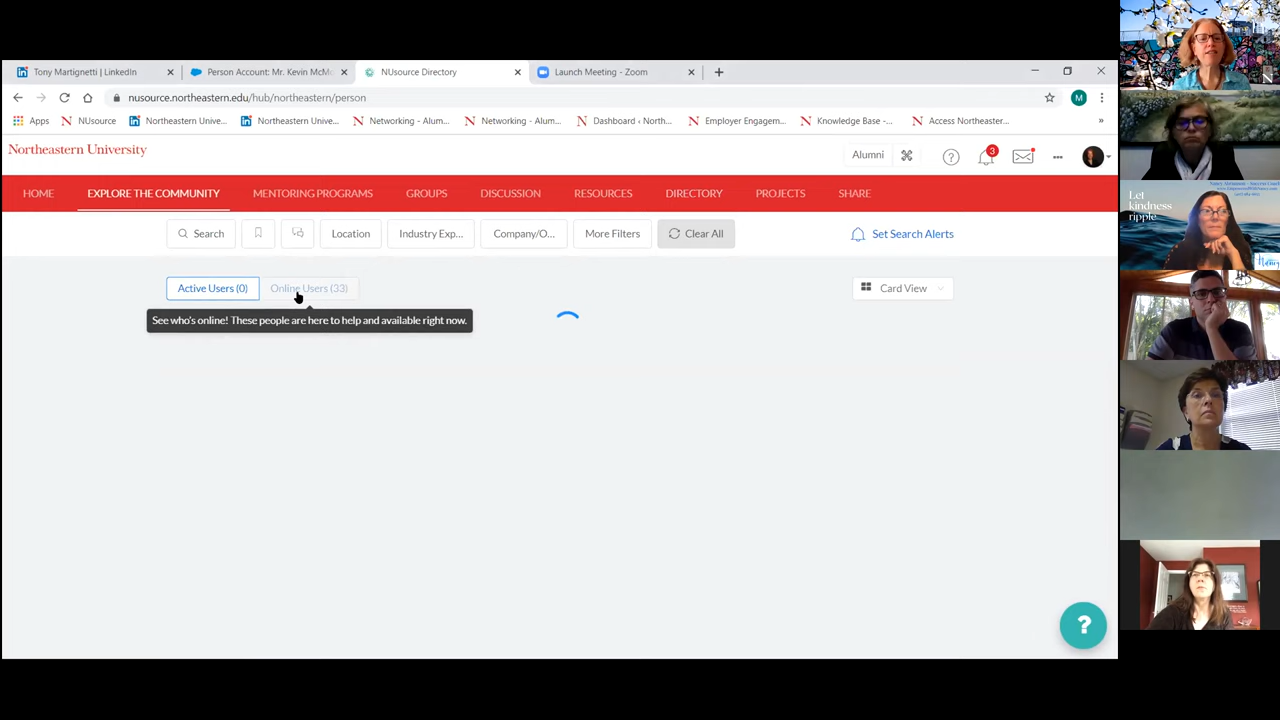 Tony Martignetti | LinkedIn
Person Account: Mr. Kevin McMo
NUsource Directory
Launch Meeting - Zoom
nusource.northeastern.edu/hub/northeastern/person
M
Apps
NUsource
Northeastern Unive...
Northeastern Unive...
Networking - Alum...
Networking - Alum...
Dashboard ‹ North...
Employer Engagem...
Knowledge Base -...
Access Northeaster...
»
Northeastern University
Alumni
3
HOME
EXPLORE THE COMMUNITY
MENTORING PROGRAMS
GROUPS
DISCUSSION
RESOURCES
DIRECTORY
PROJECTS
SHARE
Search
Location
Industry Exp...
Company/O...
More Filters
Clear All
Set Search Alerts
Active Users (0)
Online Users (33)
Card View
See who's online! These people are here to help and available right now.
?
N
Let
kindness
ripple